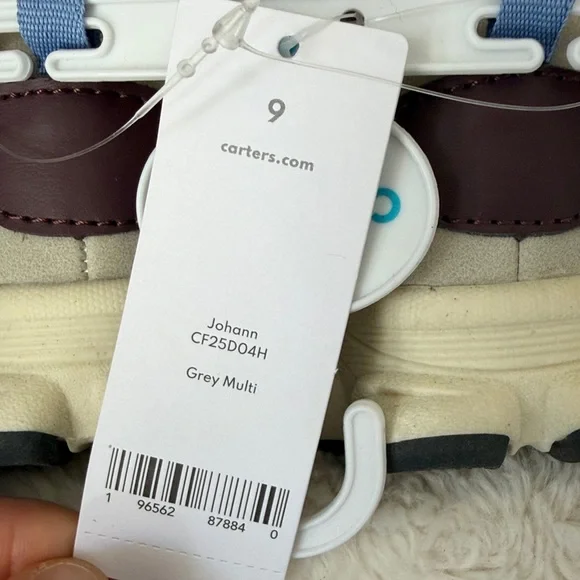 9
carters.com
Johann
CF25D04H
Grey Multi
1 96562 87884 0